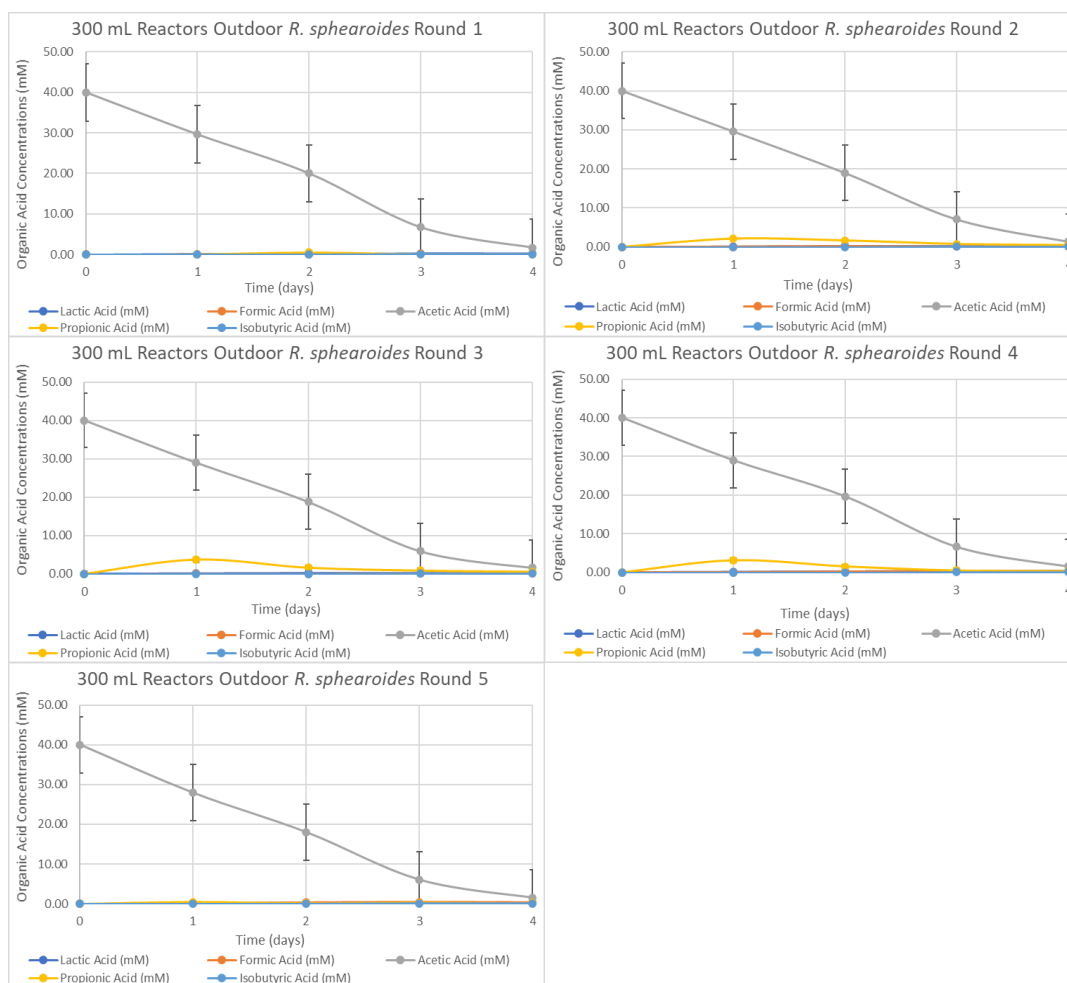 300 mL Reactors Outdoor R. sphearoides Round 1
Organic Acid Concentrations (mM)
50.00
40.00
30.00
20.00
10.00
0.00
0 1 2 3 4
Time (days)
Lactic Acid (mM) Formic Acid (mM) Acetic Acid (mM)
Propionic Acid (mM) Isobutyric Acid (mM)
300 mL Reactors Outdoor R. sphearoides Round 2
Organic Acid Concentrations (mM)
50.00
40.00
30.00
20.00
10.00
0.00
0 1 2 3 4
Time (days)
Lactic Acid (mM) Formic Acid (mM) Acetic Acid (mM)
Propionic Acid (mM) Isobutyric Acid (mM)
300 mL Reactors Outdoor R. sphearoides Round 3
Organic Acid Concentrations (mM)
50.00
40.00
30.00
20.00
10.00
0.00
0 1 2 3 4
Time (days)
Lactic Acid (mM) Formic Acid (mM) Acetic Acid (mM)
Propionic Acid (mM) Isobutyric Acid (mM)
300 mL Reactors Outdoor R. sphearoides Round 4
Organic Acid Concentrations (mM)
50.00
40.00
30.00
20.00
10.00
0.00
0 1 2 3 4
Time (days)
Lactic Acid (mM) Formic Acid (mM) Acetic Acid (mM)
Propionic Acid (mM) Isobutyric Acid (mM)
300 mL Reactors Outdoor R. sphearoides Round 5
Organic Acid Concentrations (mM)
50.00
40.00
30.00
20.00
10.00
0.00
0 1 2 3 4
Time (days)
Lactic Acid (mM) Formic Acid (mM) Acetic Acid (mM)
Propionic Acid (mM) Isobutyric Acid (mM)